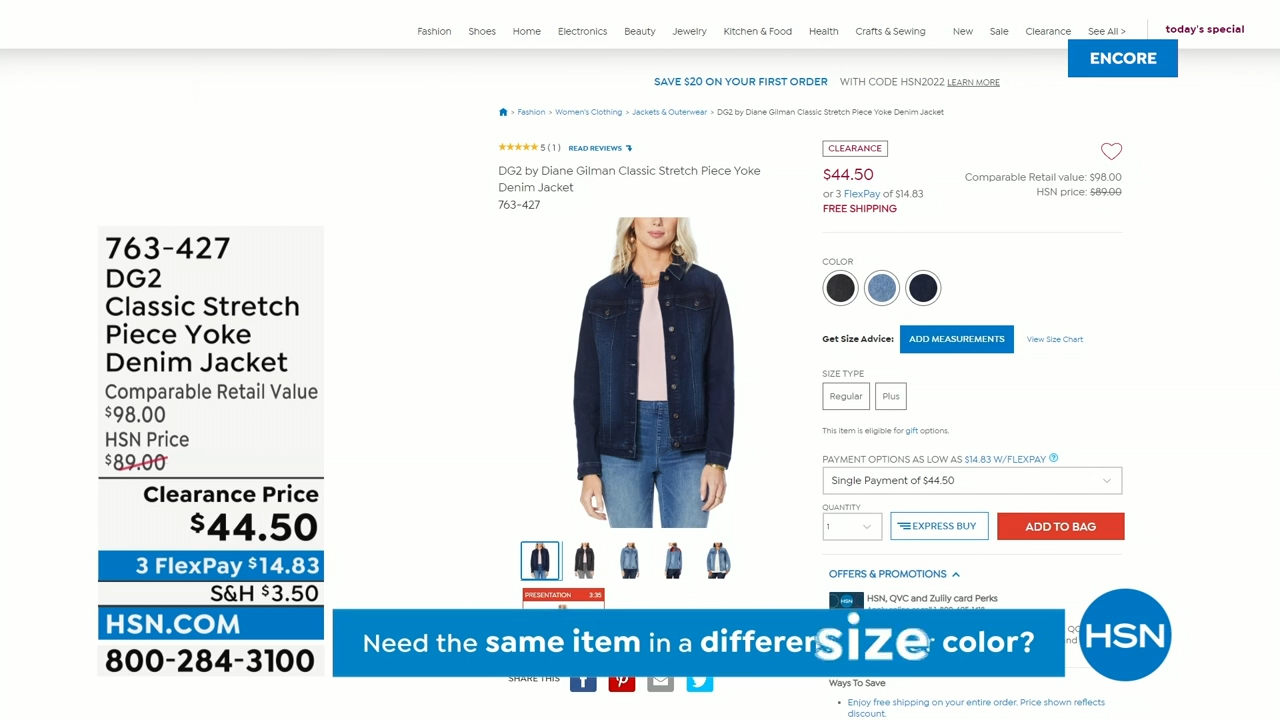 Fashion Shoes Home Electronics Beauty Jewelry Kitchen & Food Health Crafts & Sewing New Sale Clearance See All > today's special
ENCORE
SAVE $20 ON YOUR FIRST ORDER WITH CODE HSN2022 LEARN MORE
> Fashion > Women's Clothing > Jackets & Outerwear > DG2 by Diane Gilman Classic Stretch Piece Yoke Denim Jacket
5 (1) READ REVIEWS
DG2 by Diane Gilman Classic Stretch Piece Yoke
Denim Jacket
763-427
CLEARANCE
$44.50
or 3 FlexPay of $14.83
FREE SHIPPING
Comparable Retail value: $98.00
HSN price: $89.00
COLOR
Get Size Advice: ADD MEASUREMENTS View Size Chart
SIZE TYPE
Regular Plus
This item is eligible for gift options.
PAYMENT OPTIONS AS LOW AS $14.83 W/FLEXPAY ?
Single Payment of $44.50
QUANTITY
1 EXPRESS BUY ADD TO BAG
OFFERS & PROMOTIONS
HSN HSN, QVC and Zulily card Perks
Ways To Save
• Enjoy free shipping on your entire order. Price shown reflects
discount.
PRESENTATION 3:35
SHARE THIS
763-427
DG2
Classic Stretch
Piece Yoke
Denim Jacket
Comparable Retail Value
$98.00
HSN Price
$89.00
Clearance Price
$44.50
3 FlexPay $14.83
S&H $3.50
HSN.COM
800-284-3100
Need the same item in a differen size color?
HSN